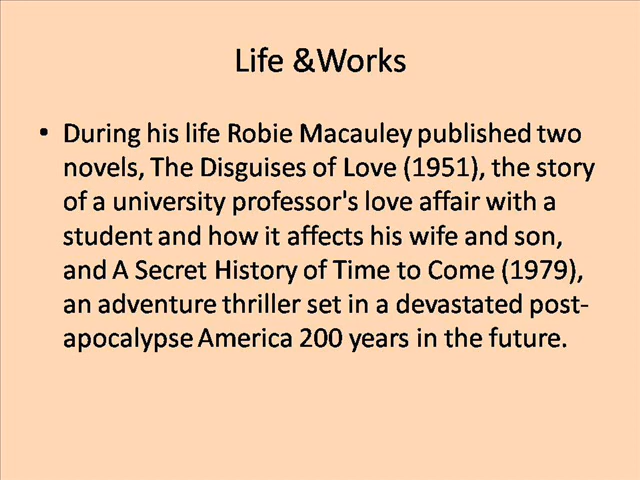 Life &Works
• During his life Robie Macauley published two
novels, The Disguises of Love (1951), the story
of a university professor's love affair with a
student and how it affects his wife and son,
and A Secret History of Time to Come (1979),
an adventure thriller set in a devastated post-
apocalypse America 200 years in the future.